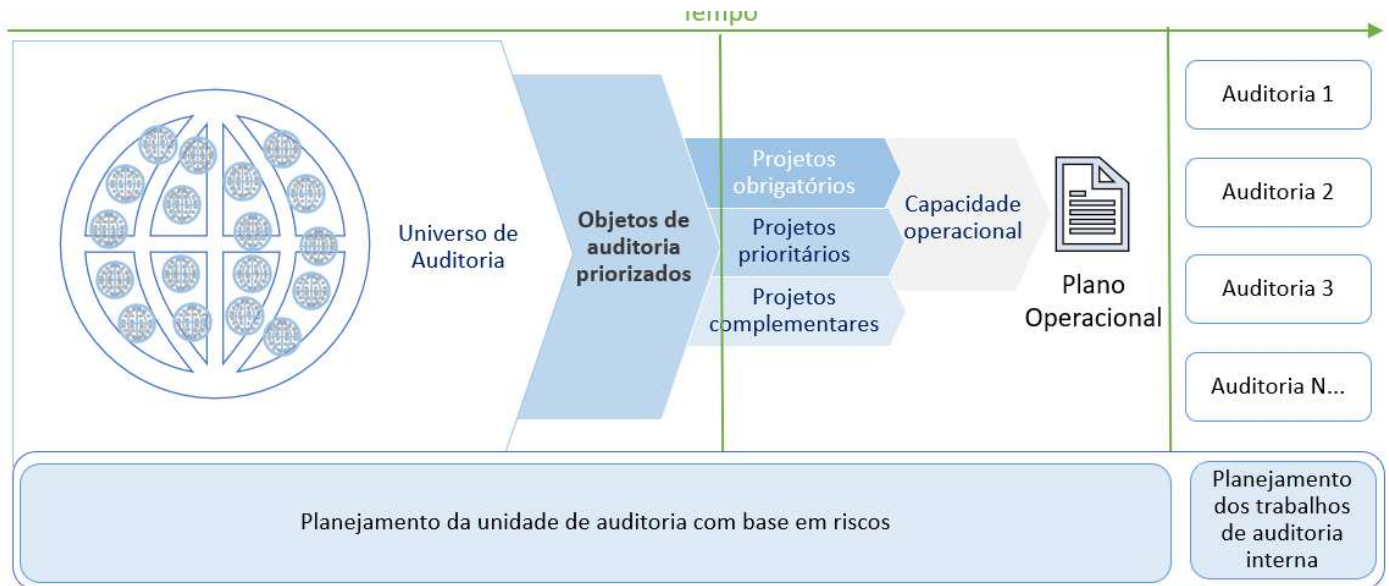 Tempo
Universo de
Auditoria
Objetos de
auditoria
priorizados
Projetos
obrigatórios
Projetos
prioritários
Projetos
complementares
Capacidade
operacional
Plano
Operacional
Auditoria 1
Auditoria 2
Auditoria 3
Auditoria N...
Planejamento da unidade de auditoria com base em riscos
Planejamento
dos trabalhos
de auditoria
interna